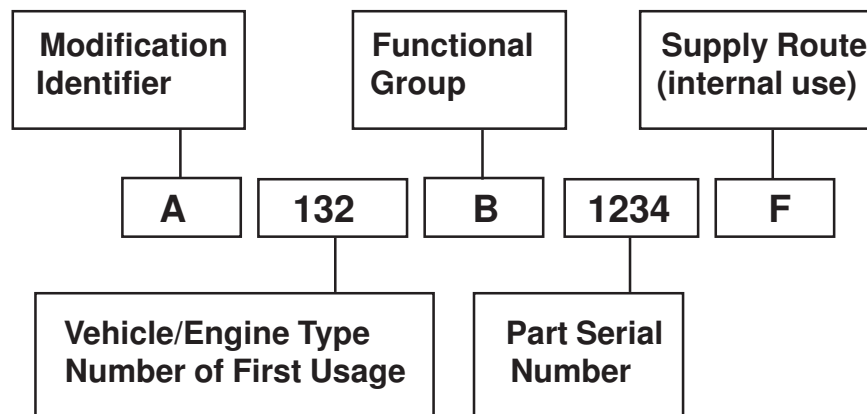 Modification
Identifier
Functional
Group
Supply Route
(internal use)
A
132
B
1234
F
Vehicle/Engine Type
Number of First Usage
Part Serial
Number